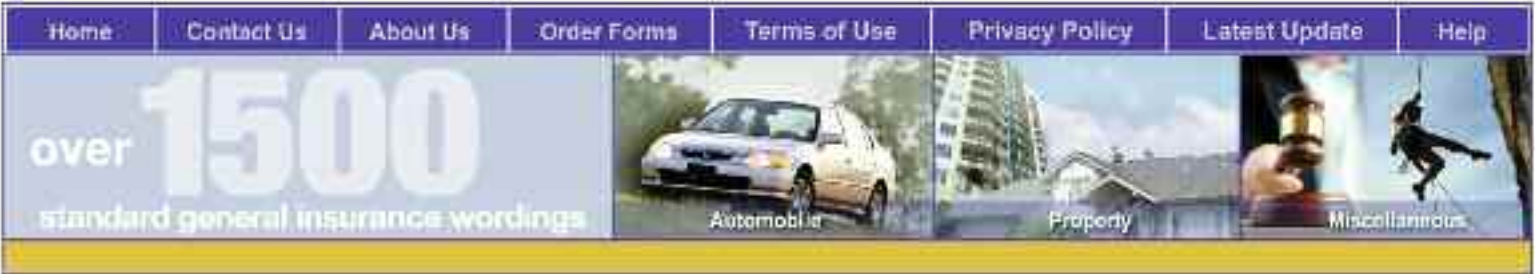 Home Contact Us About Us Order Forms Terms of Use Privacy Policy Latest Update Help
over 1500
standard general insurance wordings
Automobile Property Miscellaneous